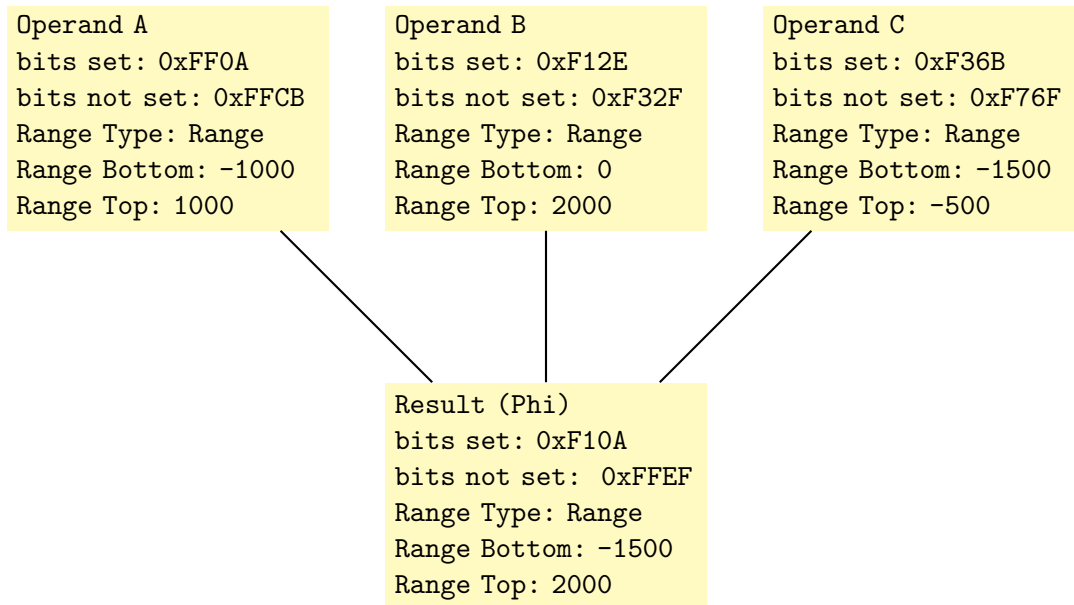 Operand A
bits set: 0xFF0A
bits not set: 0xFFCB
Range Type: Range
Range Bottom: -1000
Range Top: 1000
Operand B
bits set: 0xF12E
bits not set: 0xF32F
Range Type: Range
Range Bottom: 0
Range Top: 2000
Operand C
bits set: 0xF36B
bits not set: 0xF76F
Range Type: Range
Range Bottom: -1500
Range Top: -500
Result (Phi)
bits set: 0xF10A
bits not set: 0xFFEF
Range Type: Range
Range Bottom: -1500
Range Top: 2000